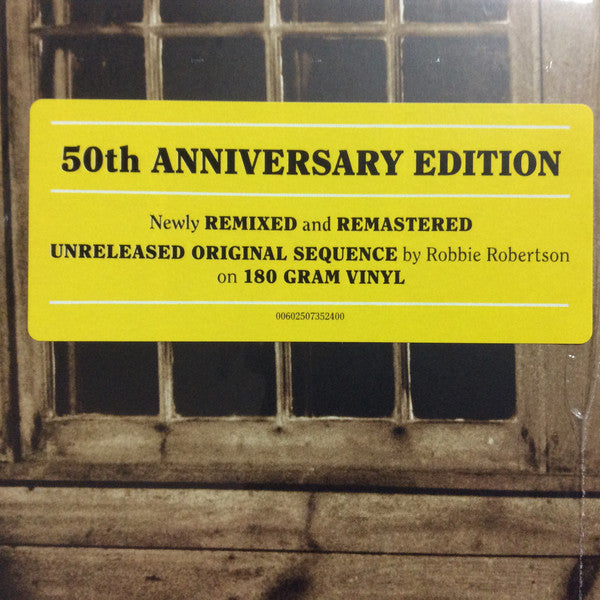 50th ANNIVERSARY EDITION
Newly REMIXED and REMASTERED
UNRELEASED ORIGINAL SEQUENCE by Robbie Robertson
on 180 GRAM VINYL
00602507352400